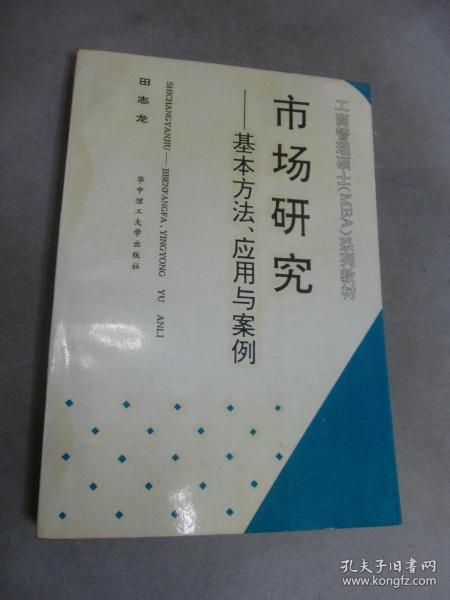 工商管理硕士(MBA)系列教材
市场研究
——基本方法、应用与案例
SHICHANGYANJIU—JIBENFANGFA、YINGYONG YU ANLI
田志龙
华中理工大学出版社
孔夫子旧书网
www.kongfz.com